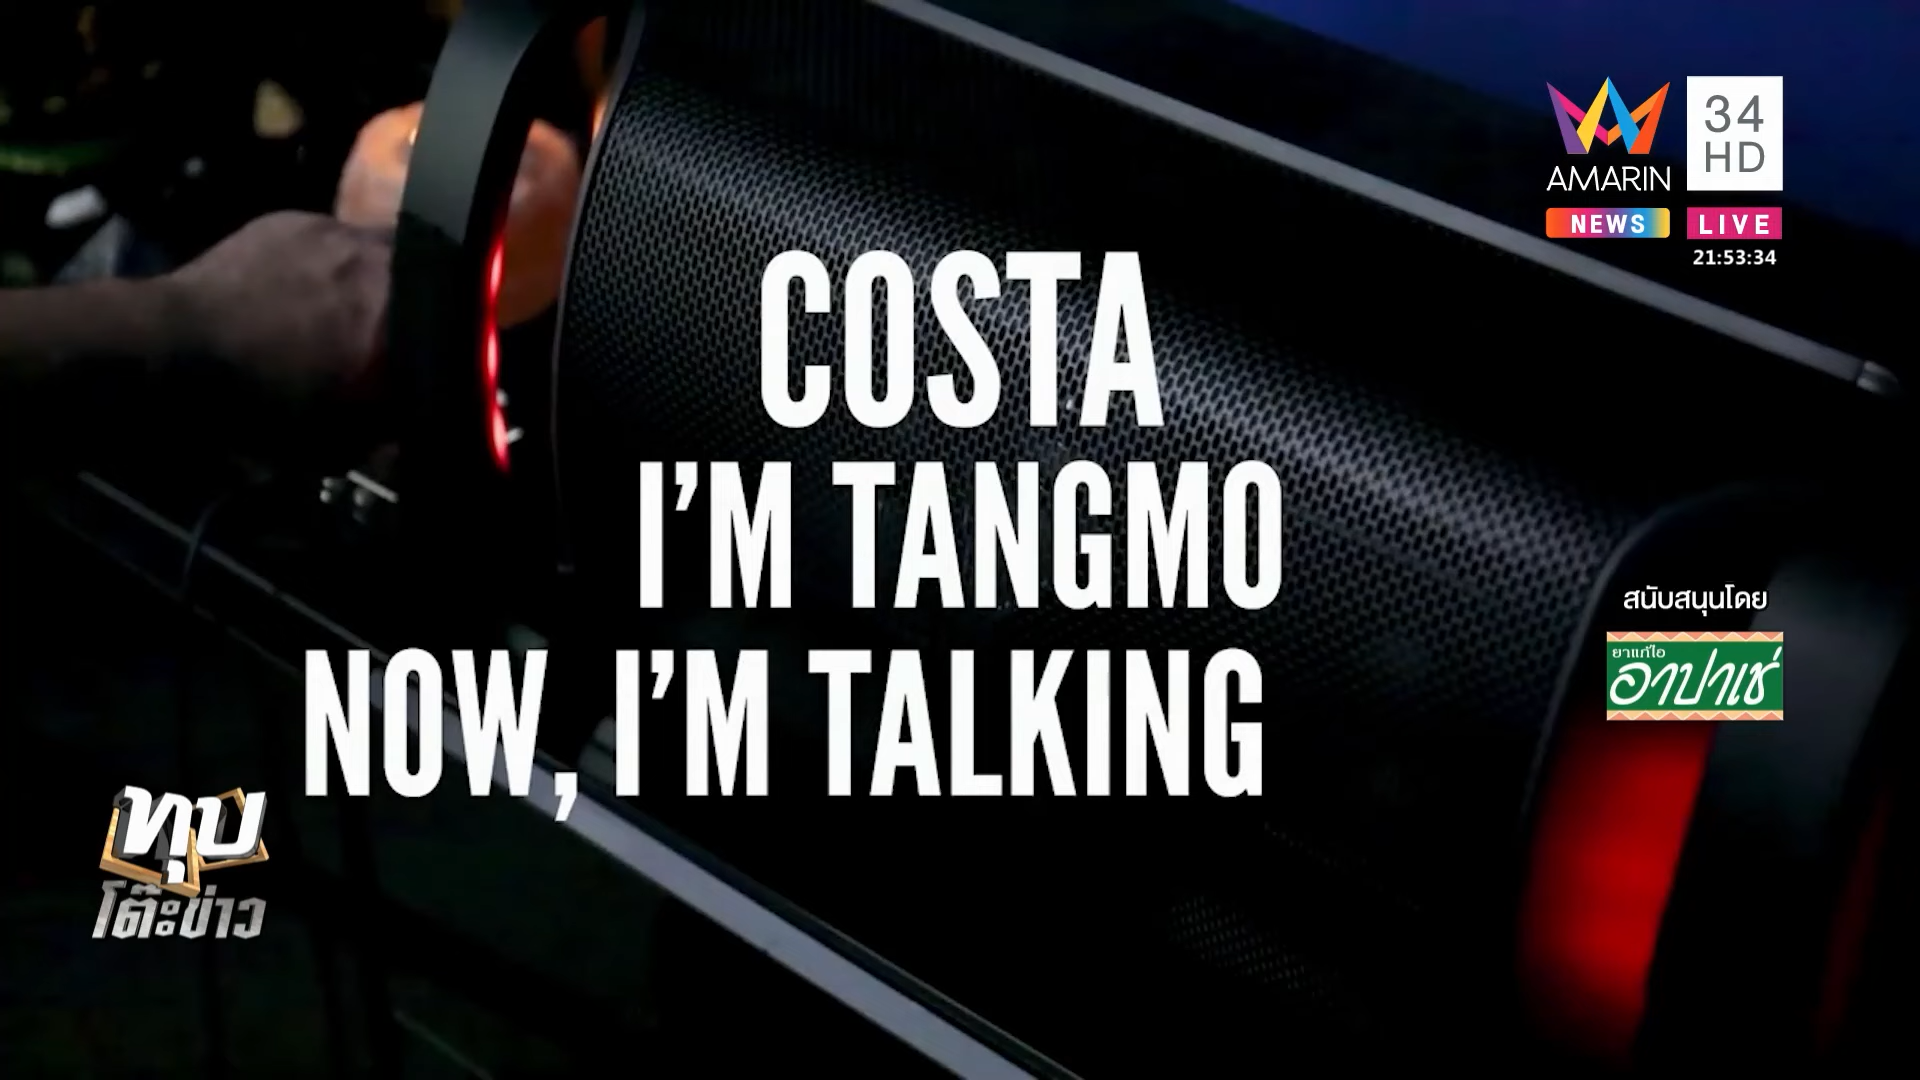 AMARIN
34
HD
NEWS
LIVE
21:53:34
COSTA
I’M TANGMO
NOW, I’M TALKING
สนับสนุนโดย
ยาแก้ไอ
อาปาเช่
ทุบ
โต๊ะข่าว